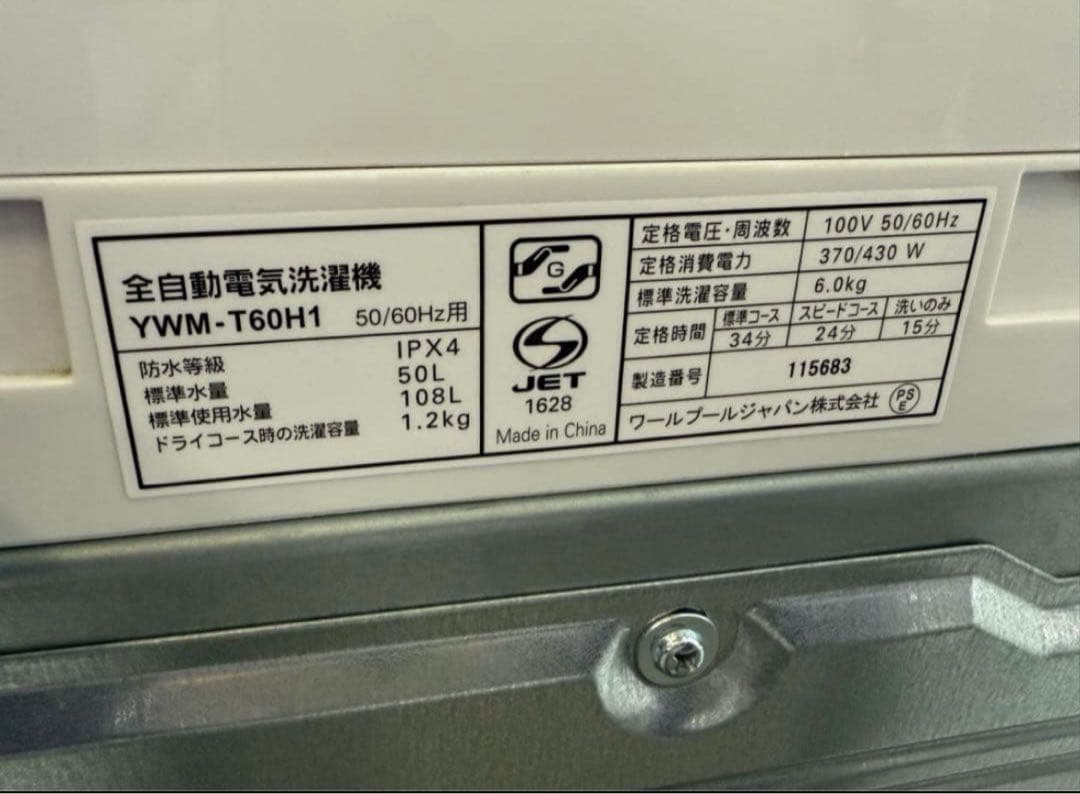 全自動電気洗濯機
YWM-T60H1 50/60Hz用
防水等級 IPX4
標準水量 50L
標準使用水量 108L
ドライコース時の洗濯容量 1.2kg
G
JET
1628
Made in China
定格電圧・周波数 100V 50/60Hz
定格消費電力 370/430 W
標準洗濯容量 6.0kg
定格時間 標準コース スピードコース 洗いのみ
34分 24分 15分
製造番号 115683
ワールプールジャパン株式会社 PSE